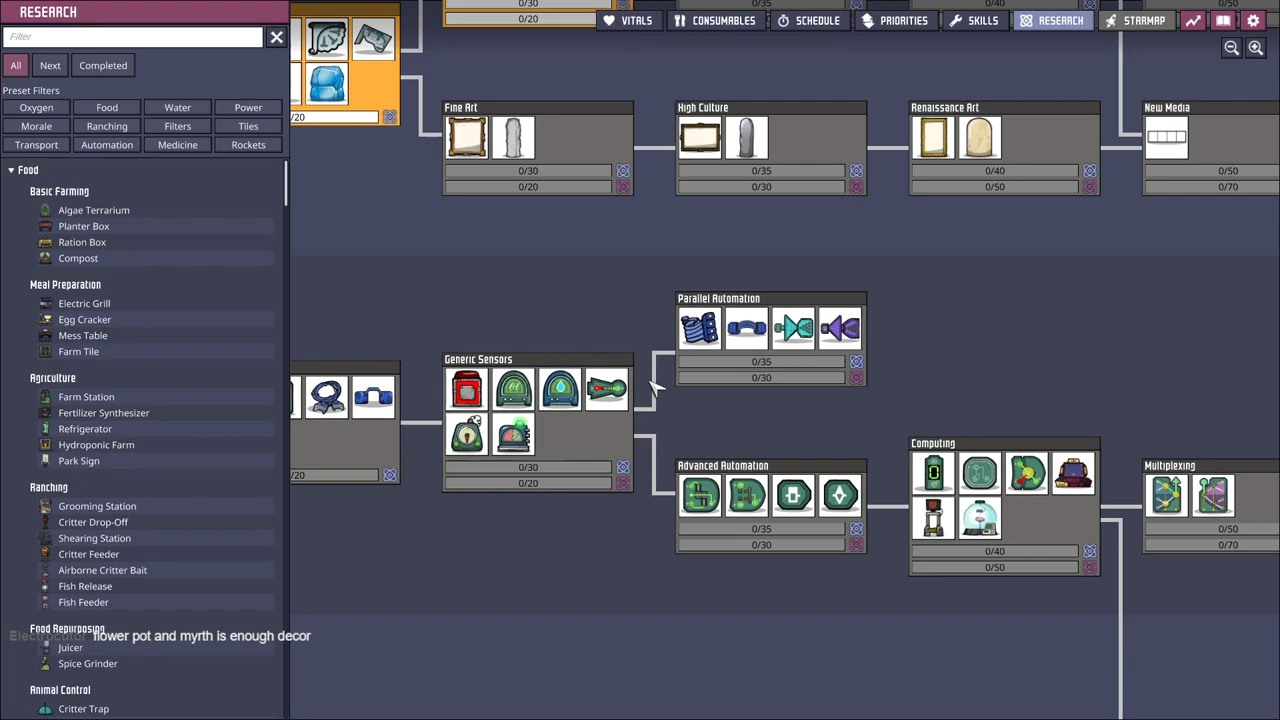 RESEARCH
Filter
All
Next
Completed
Preset Filters
Oxygen
Food
Water
Power
Morale
Ranching
Filters
Tiles
Transport
Automation
Medicine
Rockets
Food
Basic Farming
Algae Terrarium
Planter Box
Ration Box
Compost
Meal Preparation
Electric Grill
Egg Cracker
Mess Table
Farm Tile
Agriculture
Farm Station
Fertilizer Synthesizer
Refrigerator
Hydroponic Farm
Park Sign
Ranching
Grooming Station
Critter Drop-Off
Shearing Station
Critter Feeder
Airborne Critter Bait
Fish Release
Fish Feeder
Food Repurposing
Electrocutor: flower pot and myrth is enough decor
Juicer
Spice Grinder
Animal Control
Critter Trap
VITALS
CONSUMABLES
SCHEDULE
PRIORITIES
SKILLS
RESEARCH
STARMAP
0/30
0/20
/20
Fine Art
0/30
0/20
High Culture
0/35
0/30
Renaissance Art
0/40
0/50
New Media
0/50
0/70
/20
Generic Sensors
0/30
0/20
Parallel Automation
0/35
0/30
Advanced Automation
0/35
0/30
Computing
0/40
0/50
Multiplexing
0/50
0/70